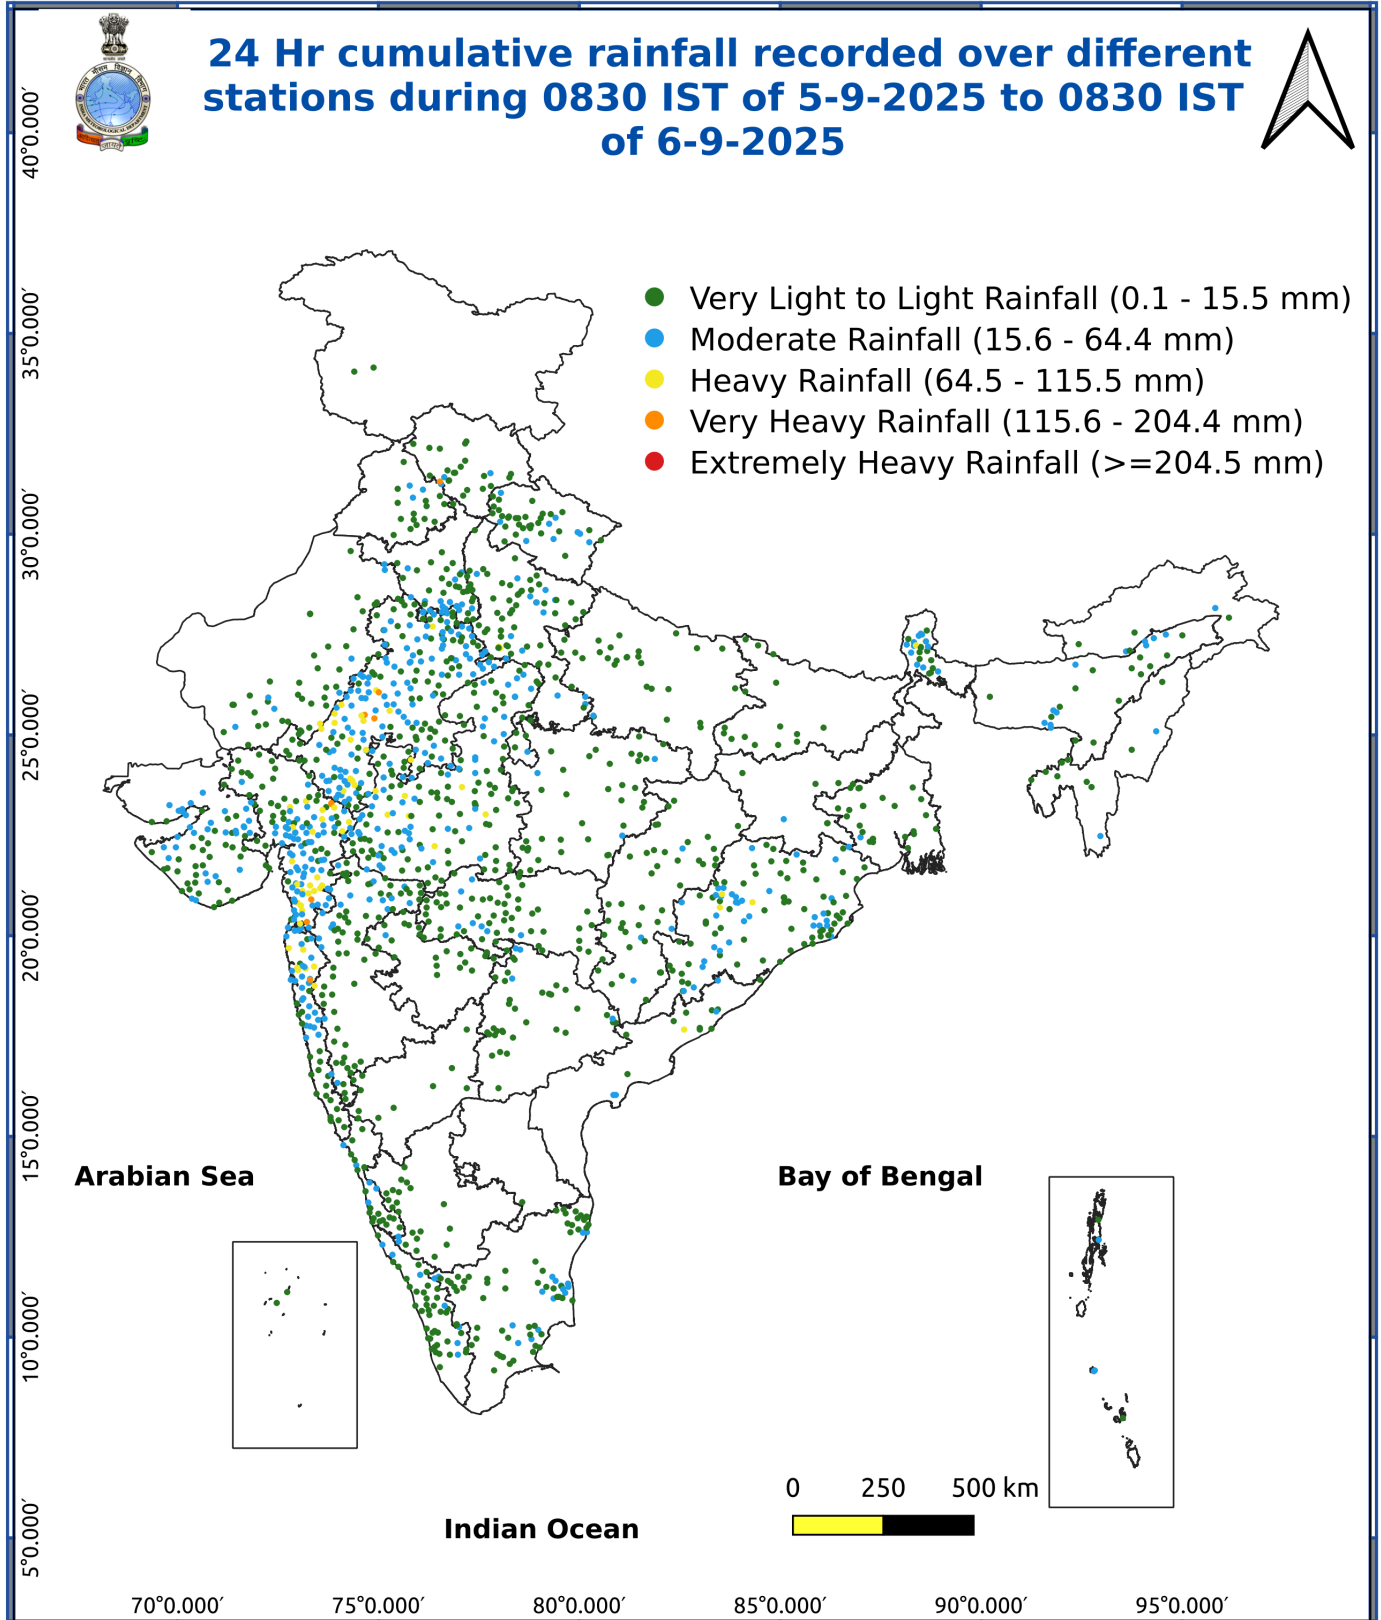 24 Hr cumulative rainfall recorded over different
stations during 0830 IST of 5-9-2025 to 0830 IST
of 6-9-2025
Very Light to Light Rainfall (0.1 - 15.5 mm)
Moderate Rainfall (15.6 - 64.4 mm)
Heavy Rainfall (64.5 - 115.5 mm)
Very Heavy Rainfall (115.6 - 204.4 mm)
Extremely Heavy Rainfall (>=204.5 mm)
40°0.000′
35°0.000′
30°0.000′
25°0.000′
20°0.000′
15°0.000′
10°0.000′
5°0.000′
Arabian Sea
Bay of Bengal
Indian Ocean
0 250 500 km
70°0.000′ 75°0.000′ 80°0.000′ 85°0.000′ 90°0.000′ 95°0.000′